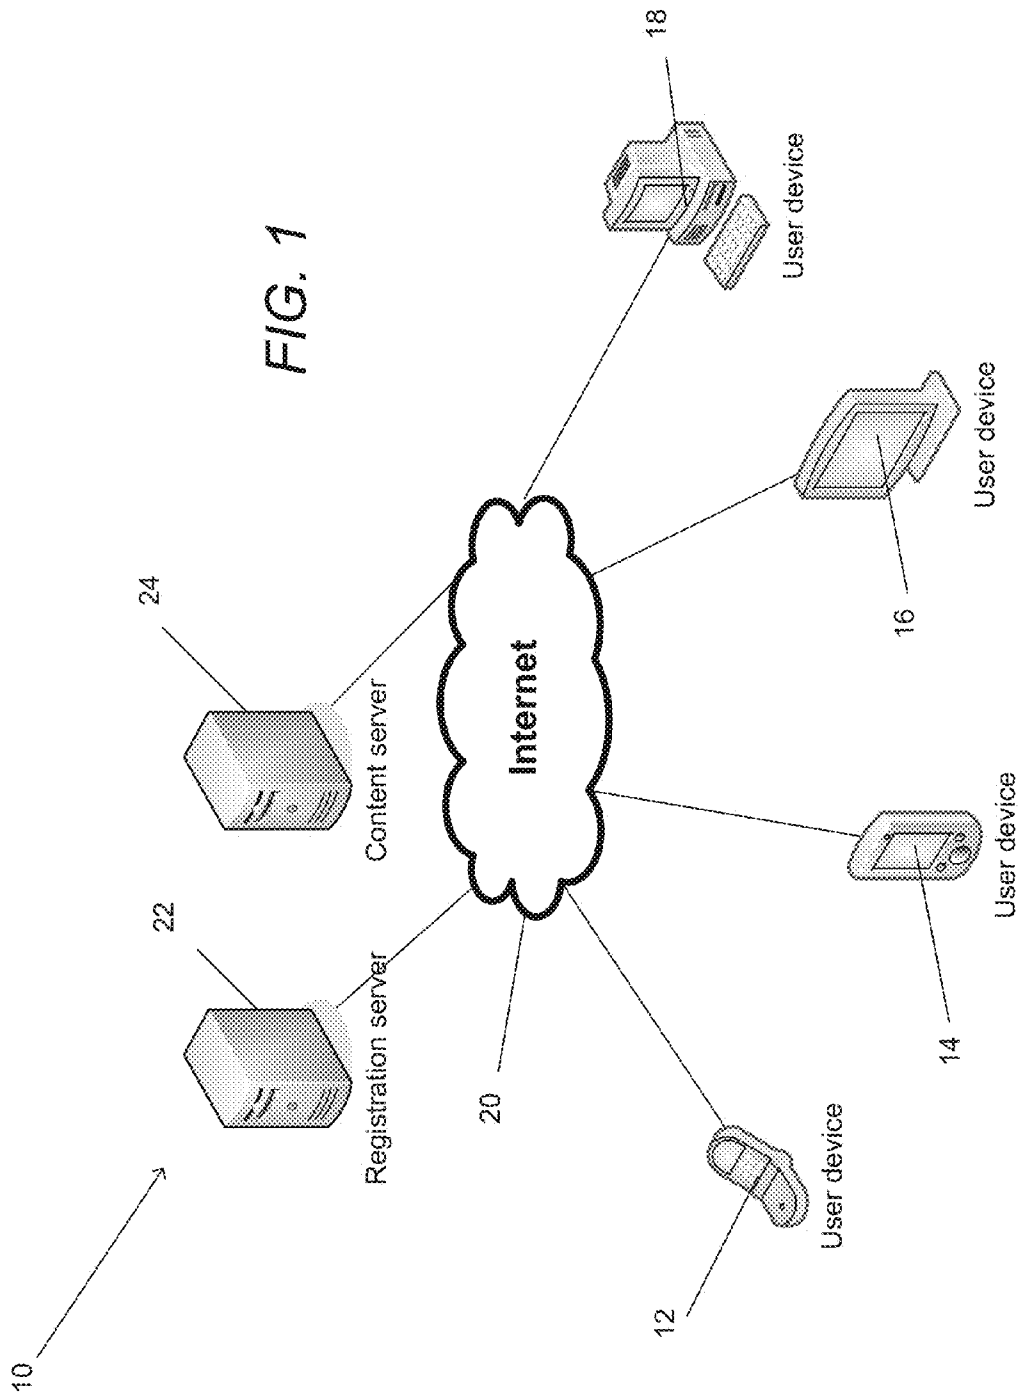 10
22
24
FIG. 1
Registration server
Content server
20
Internet
18
12
User device
14
User device
16
User device
User device